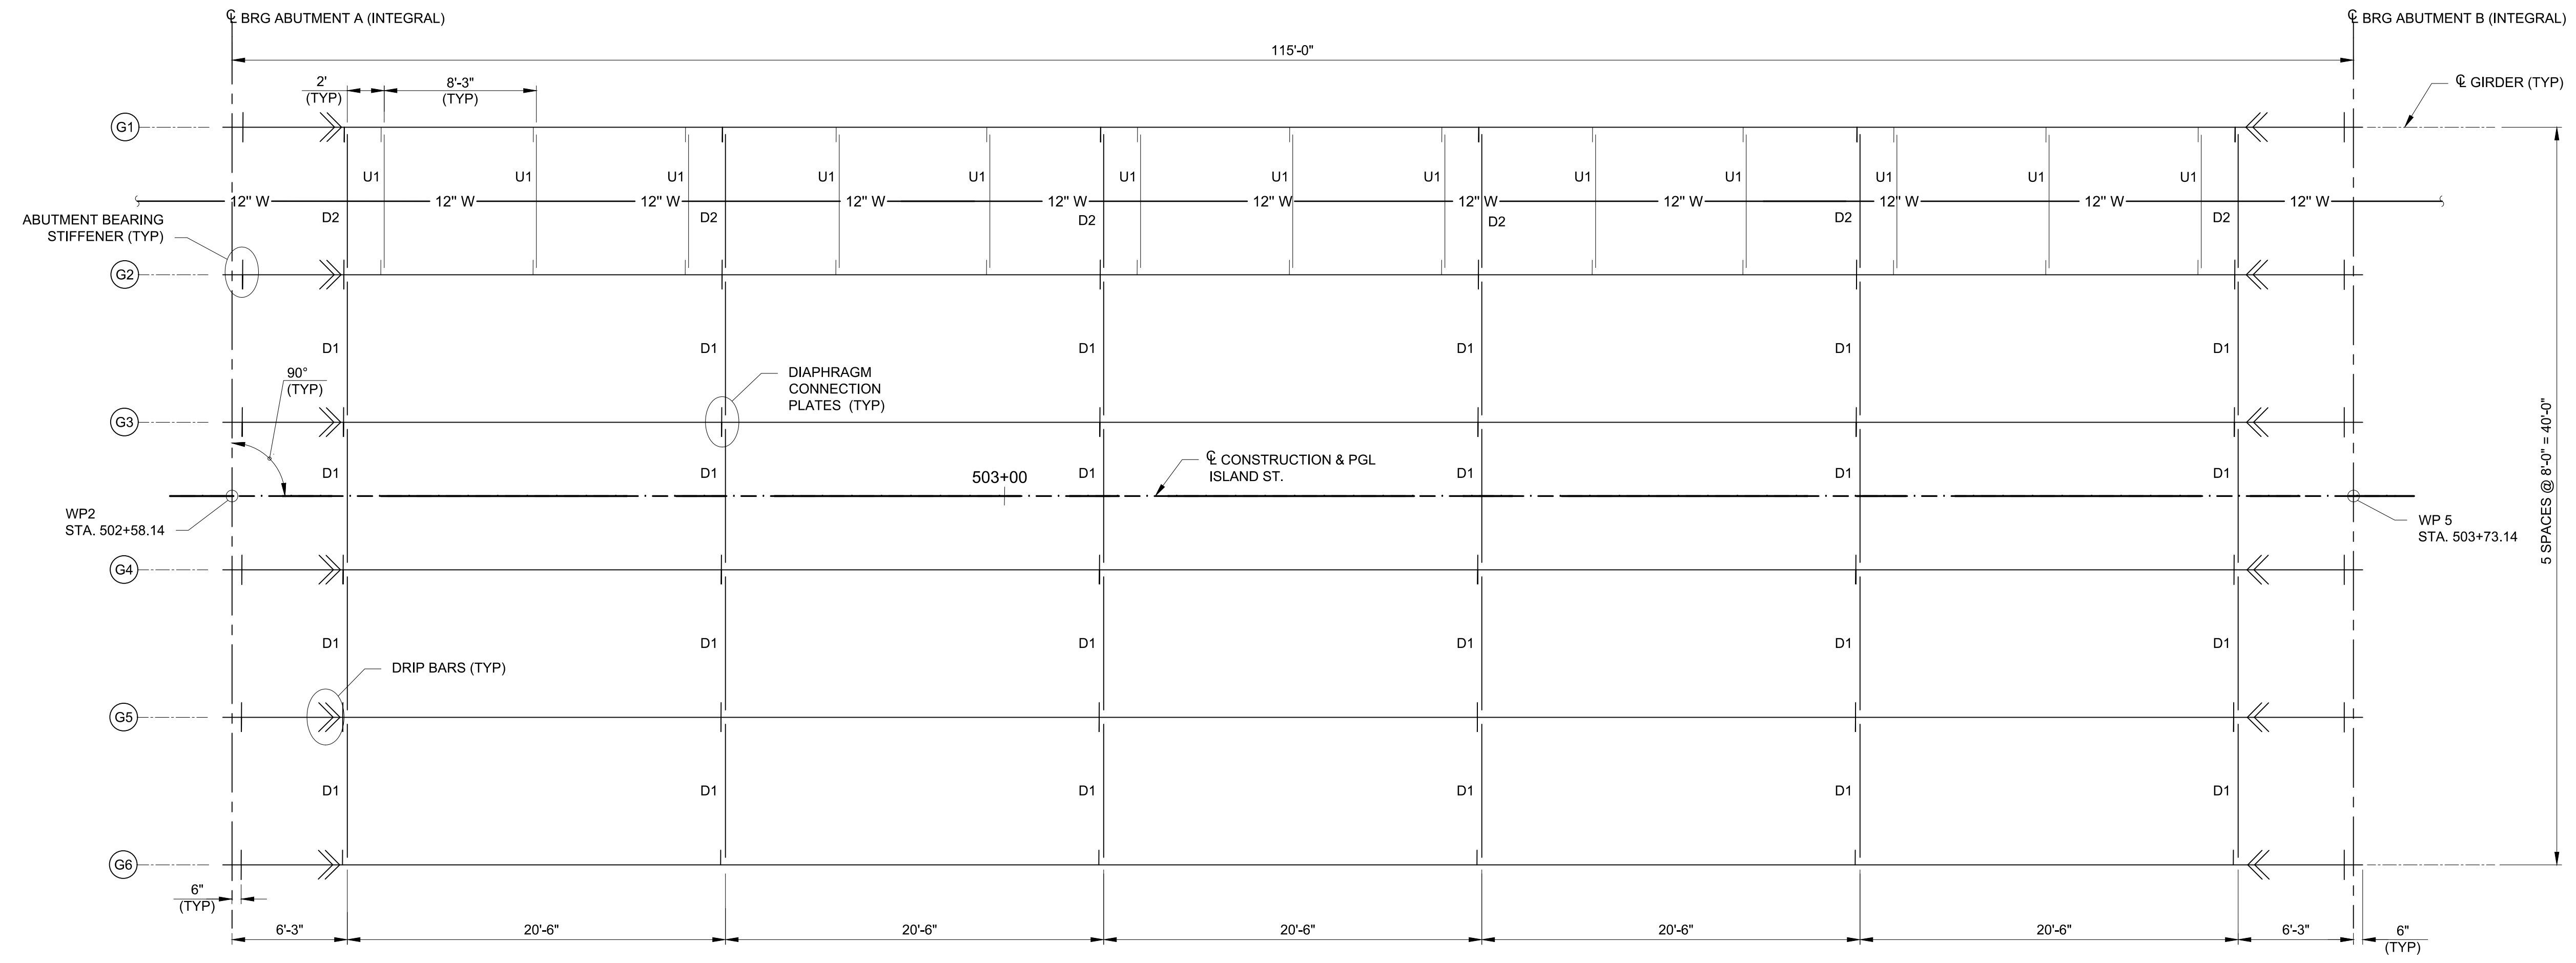 ℄ BRG ABUTMENT A (INTEGRAL)
℄ BRG ABUTMENT B (INTEGRAL)
115'-0"
2'
(TYP)
8'-3"
(TYP)
℄ GIRDER (TYP)
G1
U1 U1 U1 U1 U1 U1 U1 U1 U1 U1 U1 U1 U1
12" W 12" W 12" W 12" W 12" W 12" W 12" W 12" W 12" W 12" W 12" W
ABUTMENT BEARING
STIFFENER (TYP)
D2 D2 D2 D2 D2 D2
G2
D1 D1 D1 D1 D1 D1
90°
(TYP)
DIAPHRAGM
CONNECTION
PLATES (TYP)
G3
℄ CONSTRUCTION & PGL
ISLAND ST.
D1 D1 D1 D1 D1 D1
503+00
WP2
STA. 502+58.14
WP 5
STA. 503+73.14
5 SPACES @ 8'-0" = 40'-0"
G4
D1 D1 D1 D1 D1 D1
DRIP BARS (TYP)
G5
D1 D1 D1 D1 D1 D1
G6
6"
(TYP)
6'-3" 20'-6" 20'-6" 20'-6" 20'-6" 20'-6" 6'-3"
6"
(TYP)